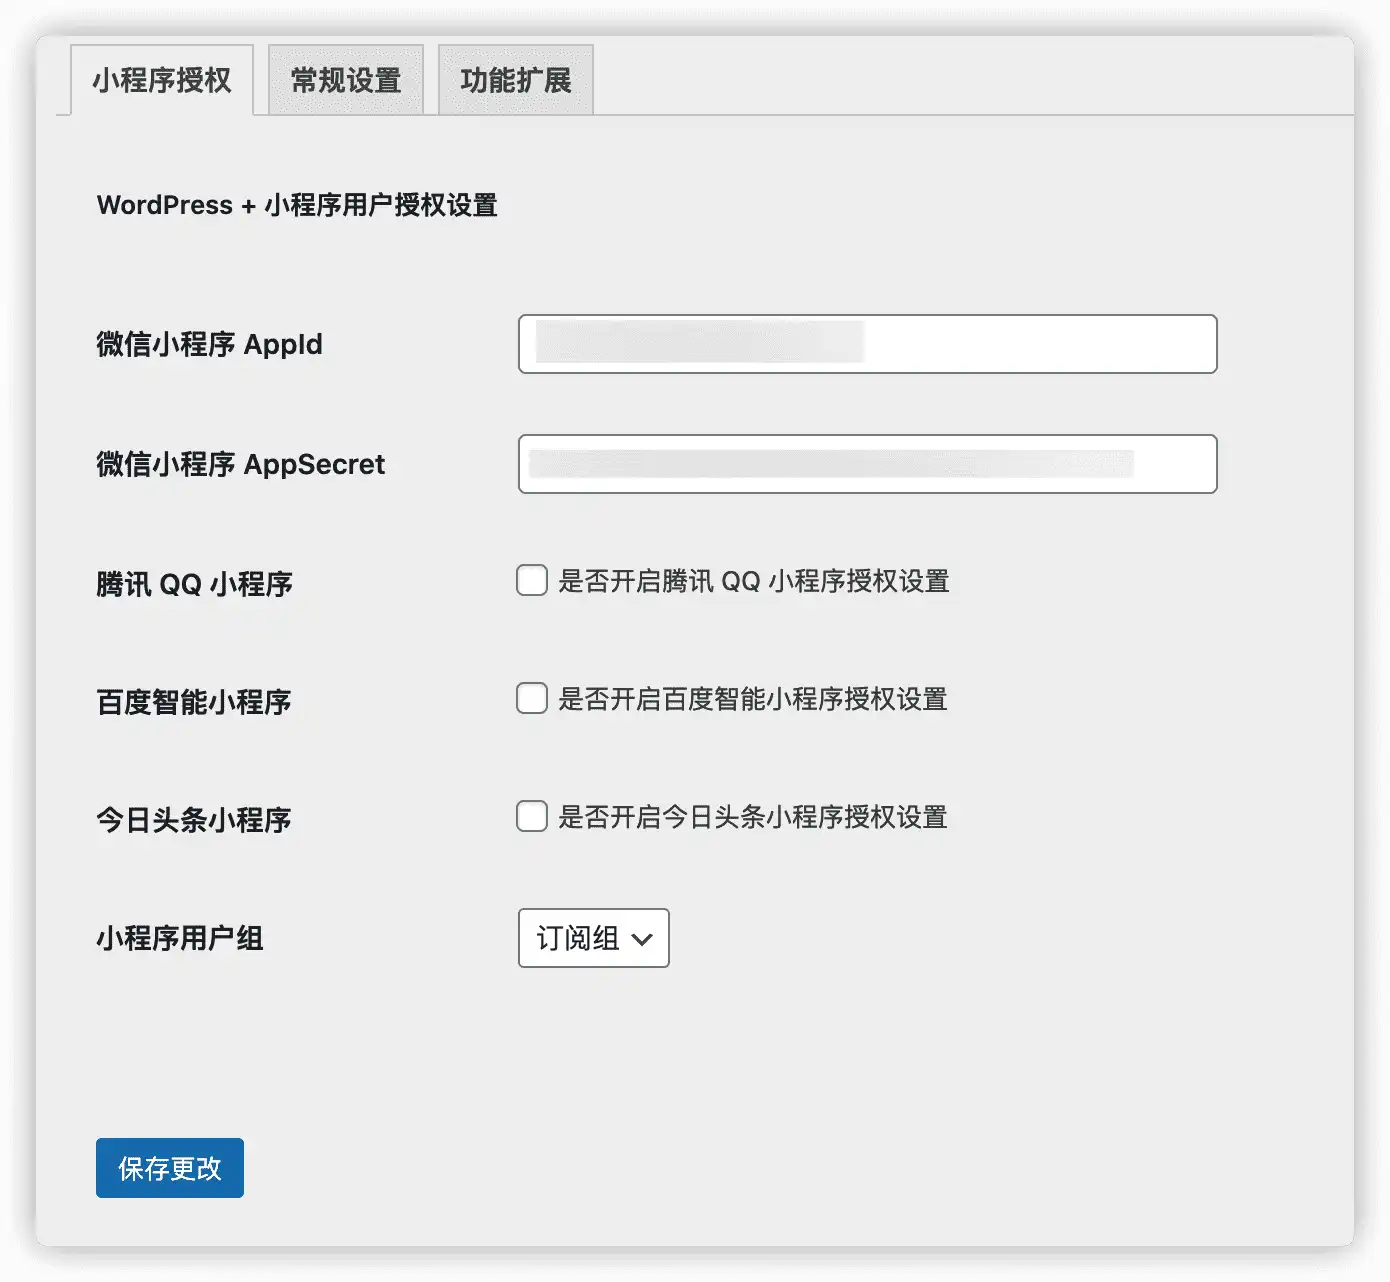 小程序授权 常规设置 功能扩展
WordPress + 小程序用户授权设置
微信小程序 AppId
微信小程序 AppSecret
腾讯 QQ 小程序 是否开启腾讯 QQ 小程序授权设置
百度智能小程序 是否开启百度智能小程序授权设置
今日头条小程序 是否开启今日头条小程序授权设置
小程序用户组 订阅组
保存更改